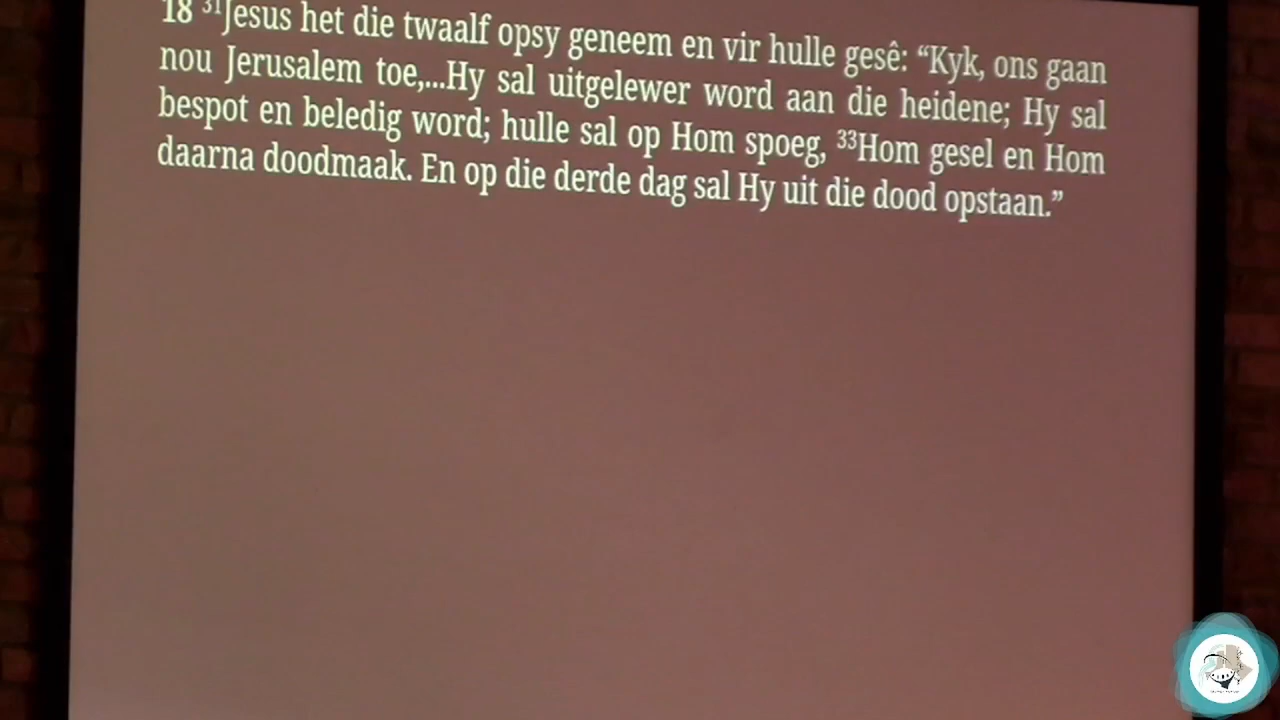 18 ³¹Jesus het die twaalf opsy geneem en vir hulle gesê: “Kyk, ons gaan
nou Jerusalem toe,...Hy sal uitgelewer word aan die heidene; Hy sal
bespot en beledig word; hulle sal op Hom spoeg, ³³Hom gesel en Hom
daarna doodmaak. En op die derde dag sal Hy uit die dood opstaan.”